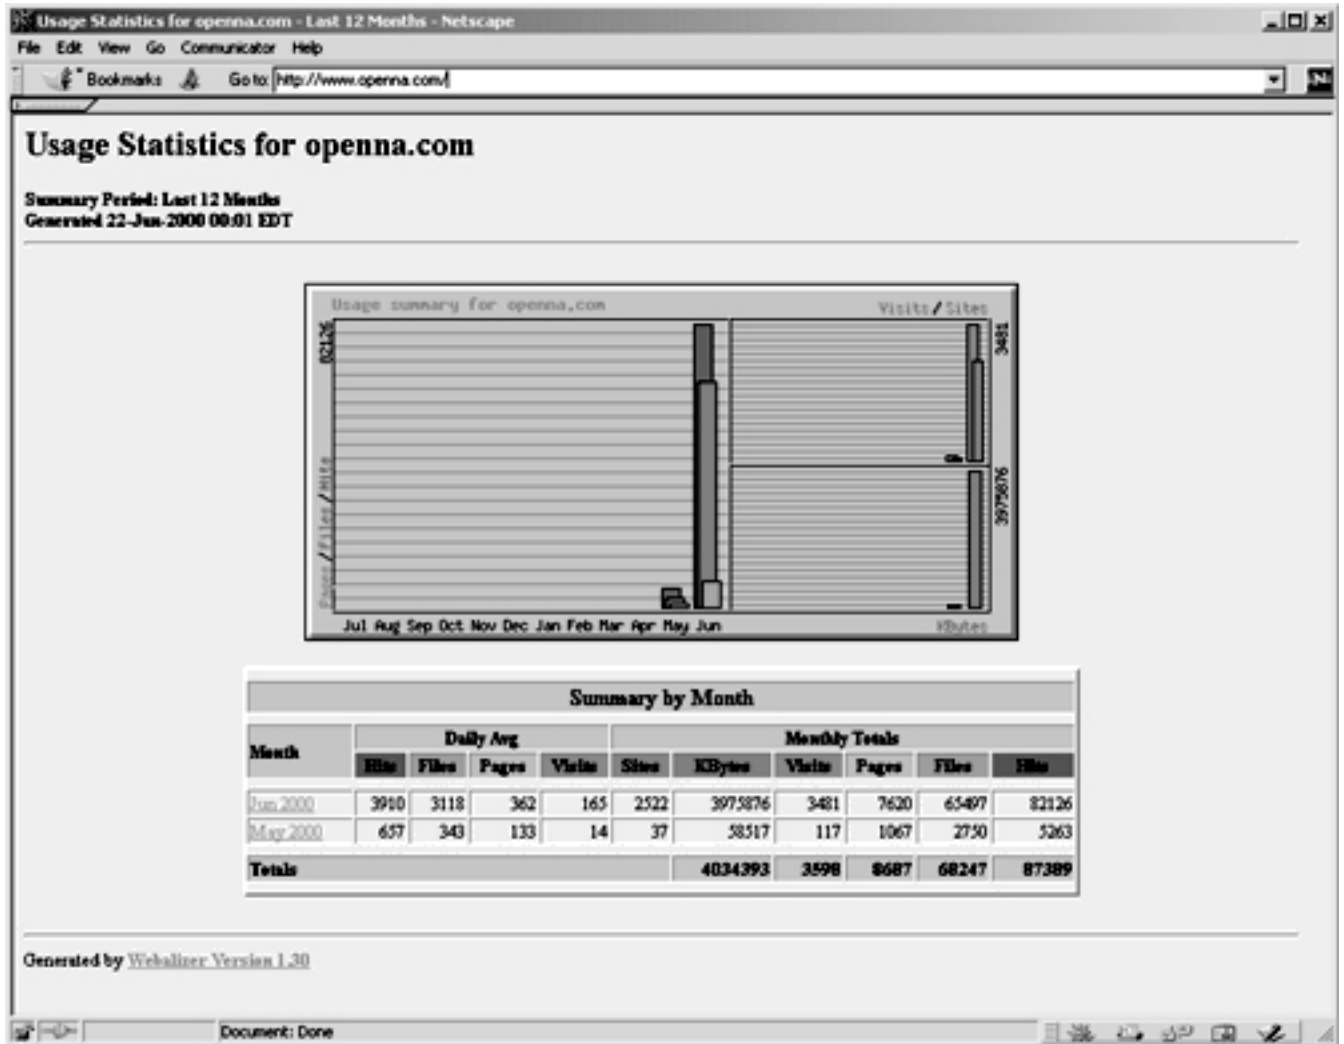 Usage Statistics for openna.com - Last 12 Months - Netscape
File Edit View Go Communicator Help
Bookmarks Go to: http://www.openna.com/
Usage Statistics for openna.com
Summary Period: Last 12 Months
Generated 22-Jun-2000 00:01 EDT
Usage summary for openna.com
Visits / Sites
82126
3481
Pages / Files / Hits
3975876
Jul Aug Sep Oct Nov Dec Jan Feb Mar Apr May Jun
KBytes
Summary by Month
Month Daily Avg Monthly Totals
Hits Files Pages Visits Sites KBytes Visits Pages Files Hits
Jun 2000 3910 3118 362 165 2522 3975876 3481 7620 65497 82126
May 2000 657 343 133 14 37 58517 117 1067 2750 5263
Totals 4034393 3598 8687 68247 87389
Generated by Webalizer Version 1.30
Document: Done